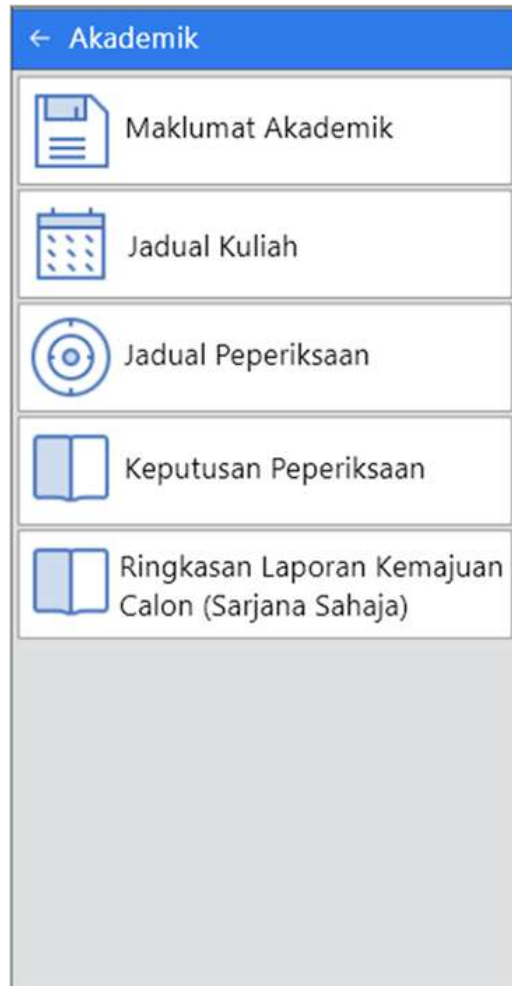 Akademik
Maklumat Akademik
Jadual Kuliah
Jadual Peperiksaan
Keputusan Peperiksaan
Ringkasan Laporan Kemajuan
Calon (Sarjana Sahaja)